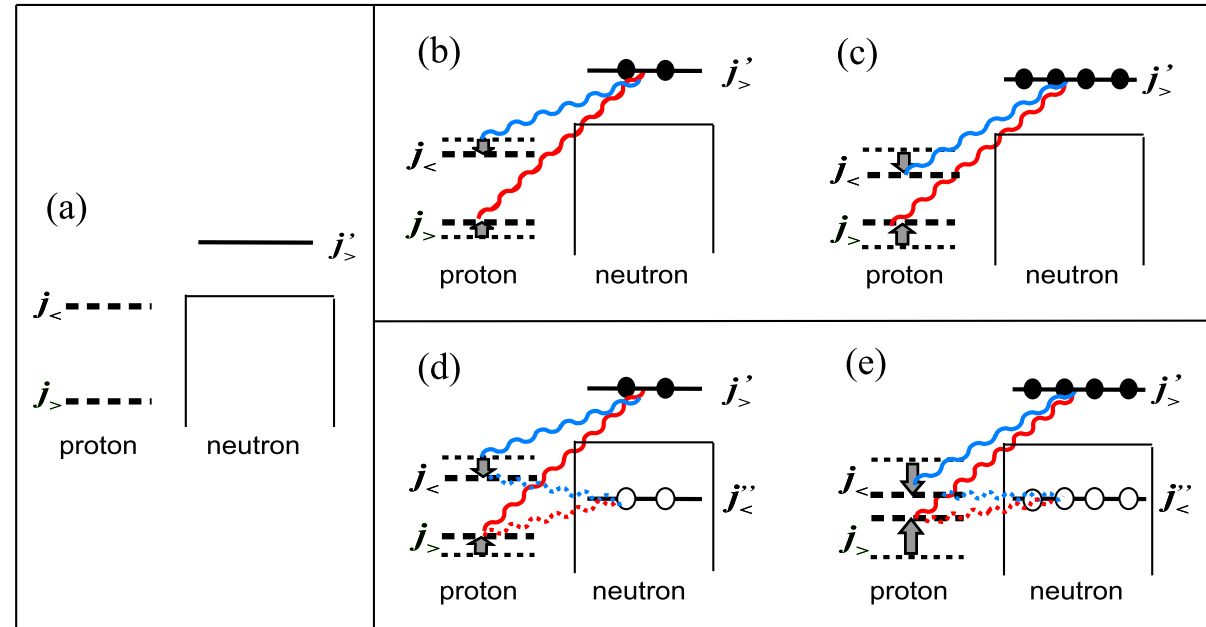 (a)
j'>
j<
j>
proton neutron
(b)
j'>
j<
j>
proton neutron
(c)
j'>
j<
j>
proton neutron
(d)
j'>
j<
j''<
j>
proton neutron
(e)
j'>
j<
j''<
j>
proton neutron